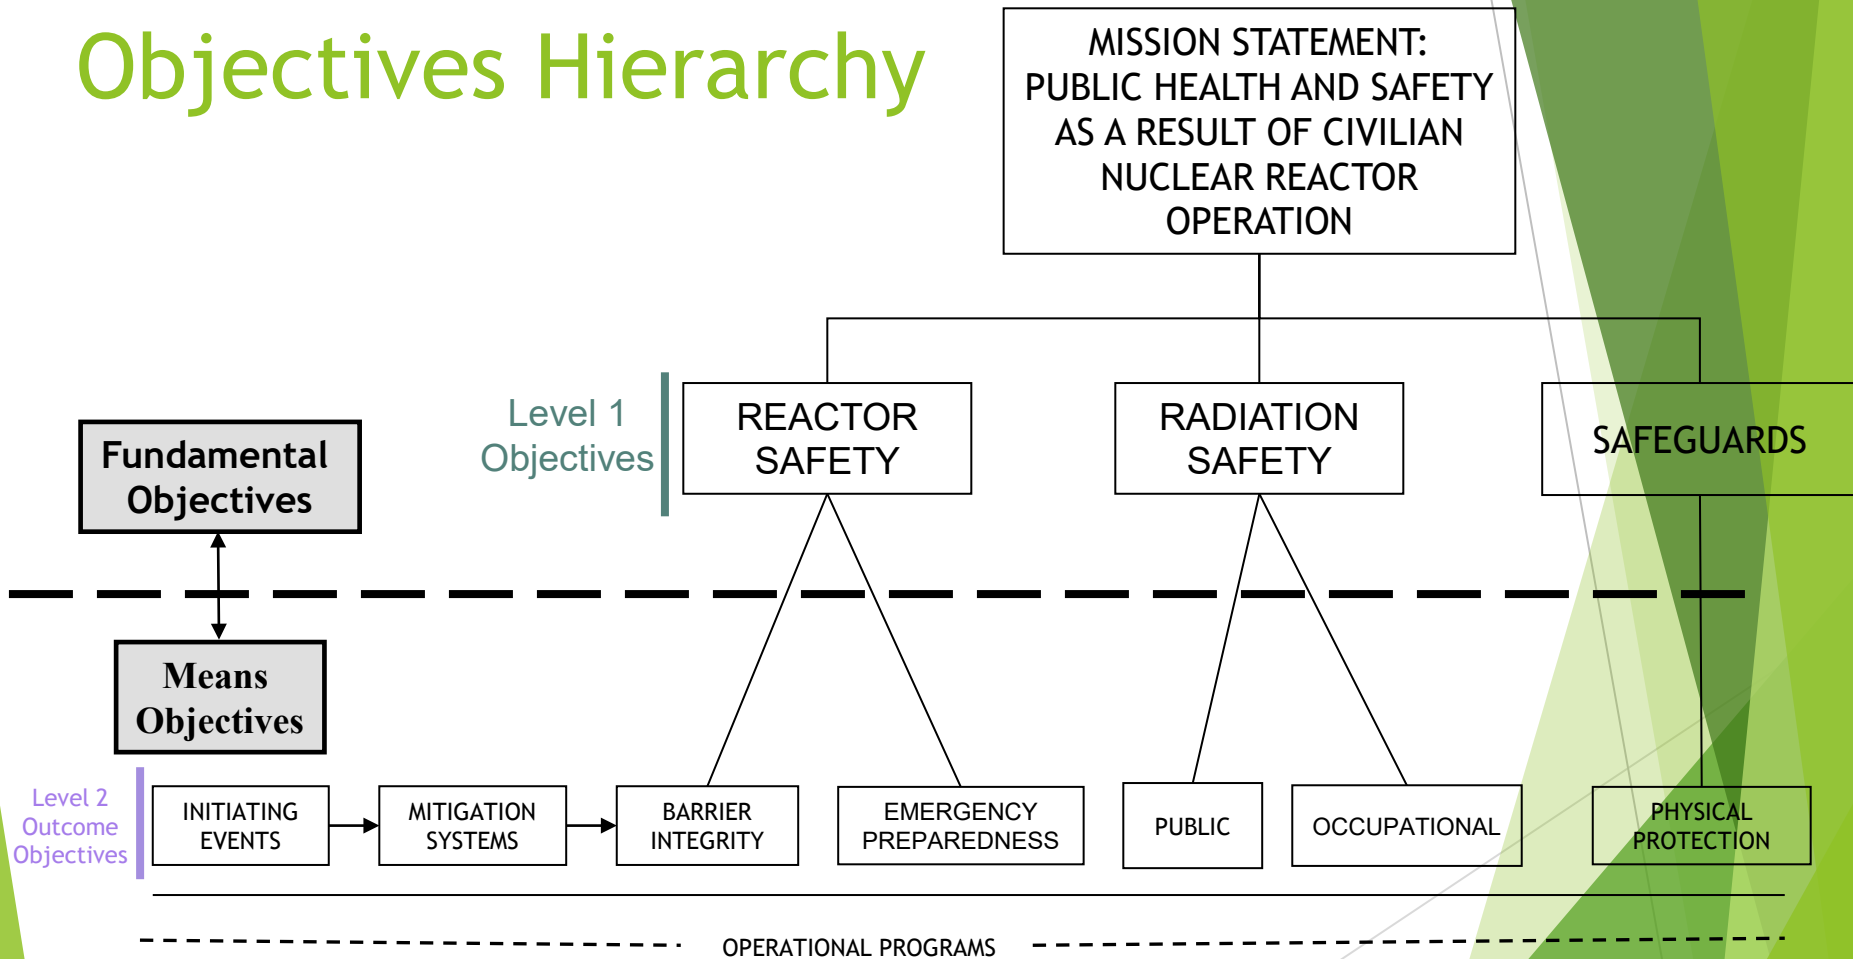 Objectives Hierarchy
MISSION STATEMENT:
PUBLIC HEALTH AND SAFETY
AS A RESULT OF CIVILIAN
NUCLEAR REACTOR
OPERATION
Level 1
Objectives
REACTOR
SAFETY
RADIATION
SAFETY
SAFEGUARDS
Fundamental
Objectives
Means
Objectives
Level 2
Outcome
Objectives
INITIATING
EVENTS
MITIGATION
SYSTEMS
BARRIER
INTEGRITY
EMERGENCY
PREPAREDNESS
PUBLIC
OCCUPATIONAL
PHYSICAL
PROTECTION
OPERATIONAL PROGRAMS